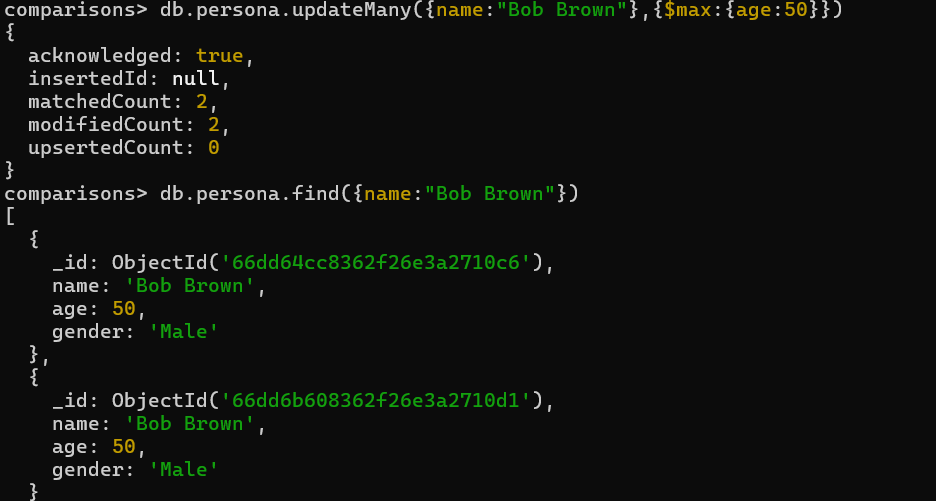 comparisons> db.persona.updateMany({name:"Bob Brown"},{$max:{age:50}})
{
  acknowledged: true,
  insertedId: null,
  matchedCount: 2,
  modifiedCount: 2,
  upsertedCount: 0
}
comparisons> db.persona.find({name:"Bob Brown"})
[
  {
    _id: ObjectId('66dd64cc8362f26e3a2710c6'),
    name: 'Bob Brown',
    age: 50,
    gender: 'Male'
  },
  {
    _id: ObjectId('66dd6b608362f26e3a2710d1'),
    name: 'Bob Brown',
    age: 50,
    gender: 'Male'
  }